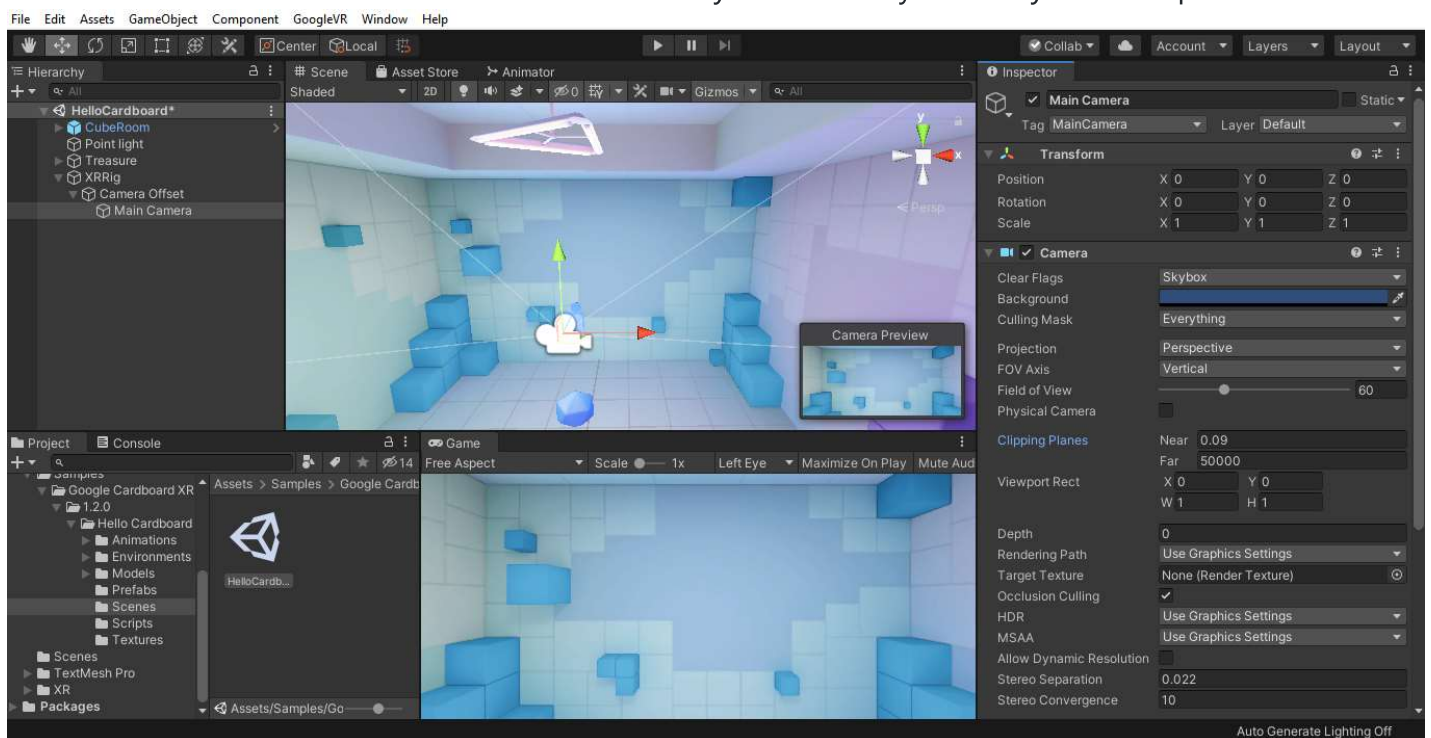 File Edit Assets GameObject Component GoogleVR Window Help
Center Local Collab Account Layers Layout
Hierarchy
All
HelloCardboard*
CubeRoom
Point light
Treasure
XRRig
Camera Offset
Main Camera
Scene Asset Store Animator
Shaded 2D 0 Gizmos All
y
x
Persp
Camera Preview
Project Console
14
Samples
Google Cardboard XR
1.2.0
Hello Cardboard
Animations
Environments
Models
Prefabs
Scenes
Scripts
Textures
Scenes
TextMesh Pro
XR
Packages
Assets > Samples > Google Cardb
HelloCardb...
Assets/Samples/Go
Game
Free Aspect Scale 1x Left Eye Maximize On Play Mute Aud
Inspector
Main Camera Static
Tag MainCamera Layer Default
Transform
Position X 0 Y 0 Z 0
Rotation X 0 Y 0 Z 0
Scale X 1 Y 1 Z 1
Camera
Clear Flags Skybox
Background
Culling Mask Everything
Projection Perspective
FOV Axis Vertical
Field of View 60
Physical Camera
Clipping Planes Near 0.09
Far 50000
Viewport Rect X 0 Y 0
W 1 H 1
Depth 0
Rendering Path Use Graphics Settings
Target Texture None (Render Texture)
Occlusion Culling
HDR Use Graphics Settings
MSAA Use Graphics Settings
Allow Dynamic Resolution
Stereo Separation 0.022
Stereo Convergence 10
Auto Generate Lighting Off